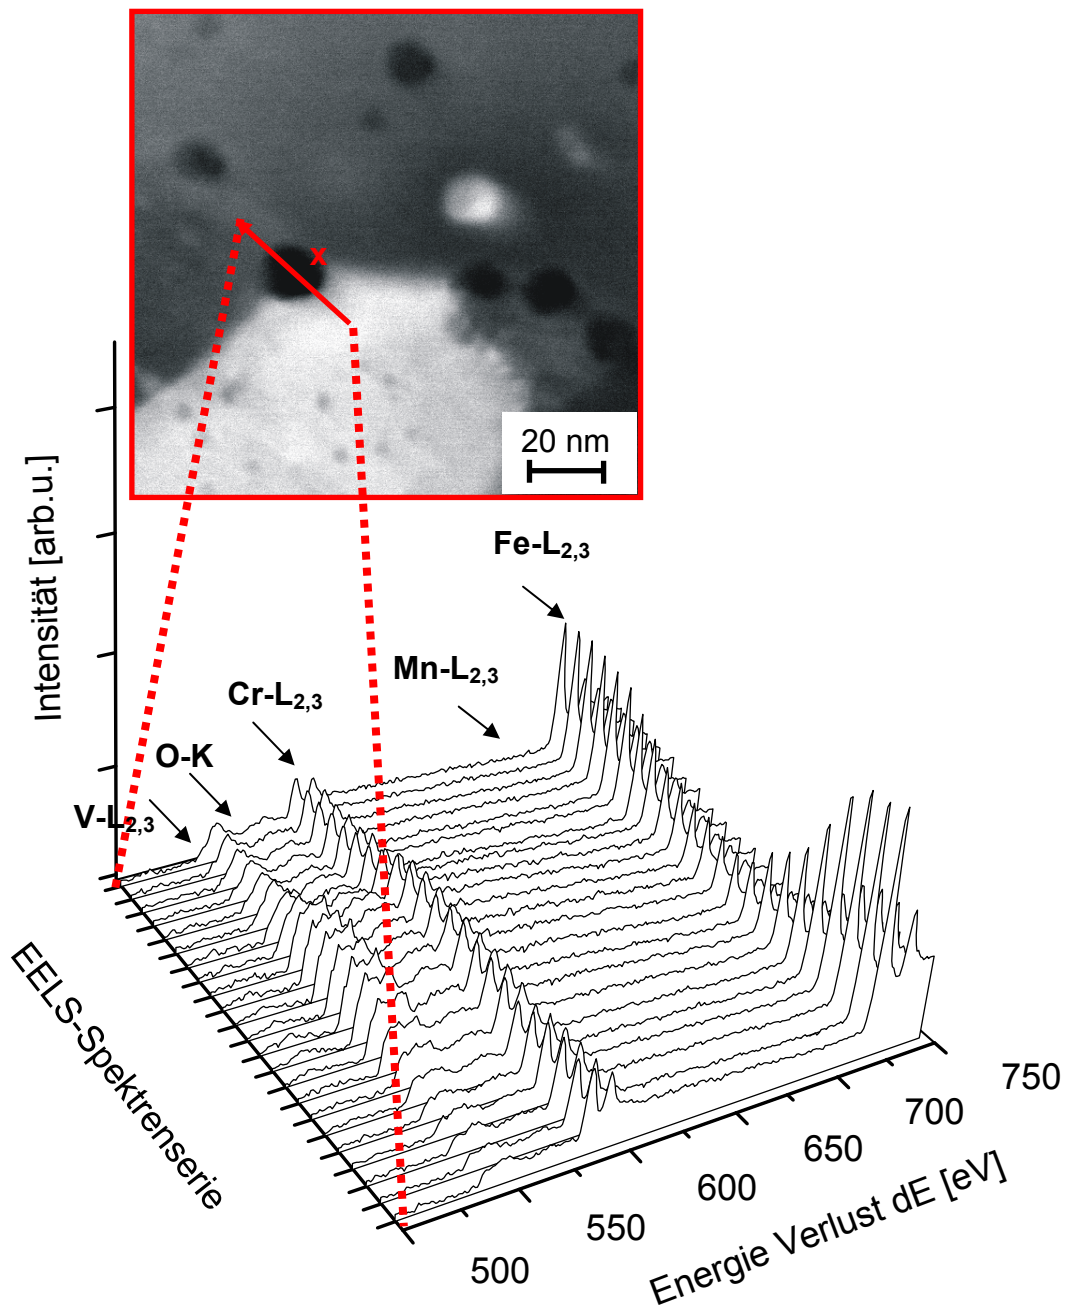 x
20 nm
Fe-L2,3
Mn-L2,3
Cr-L2,3
O-K
V-L2,3
Intensität [arb.u.]
EELS-Spektrenserie
500
550
600
650
700
750
Energie Verlust dE [eV]